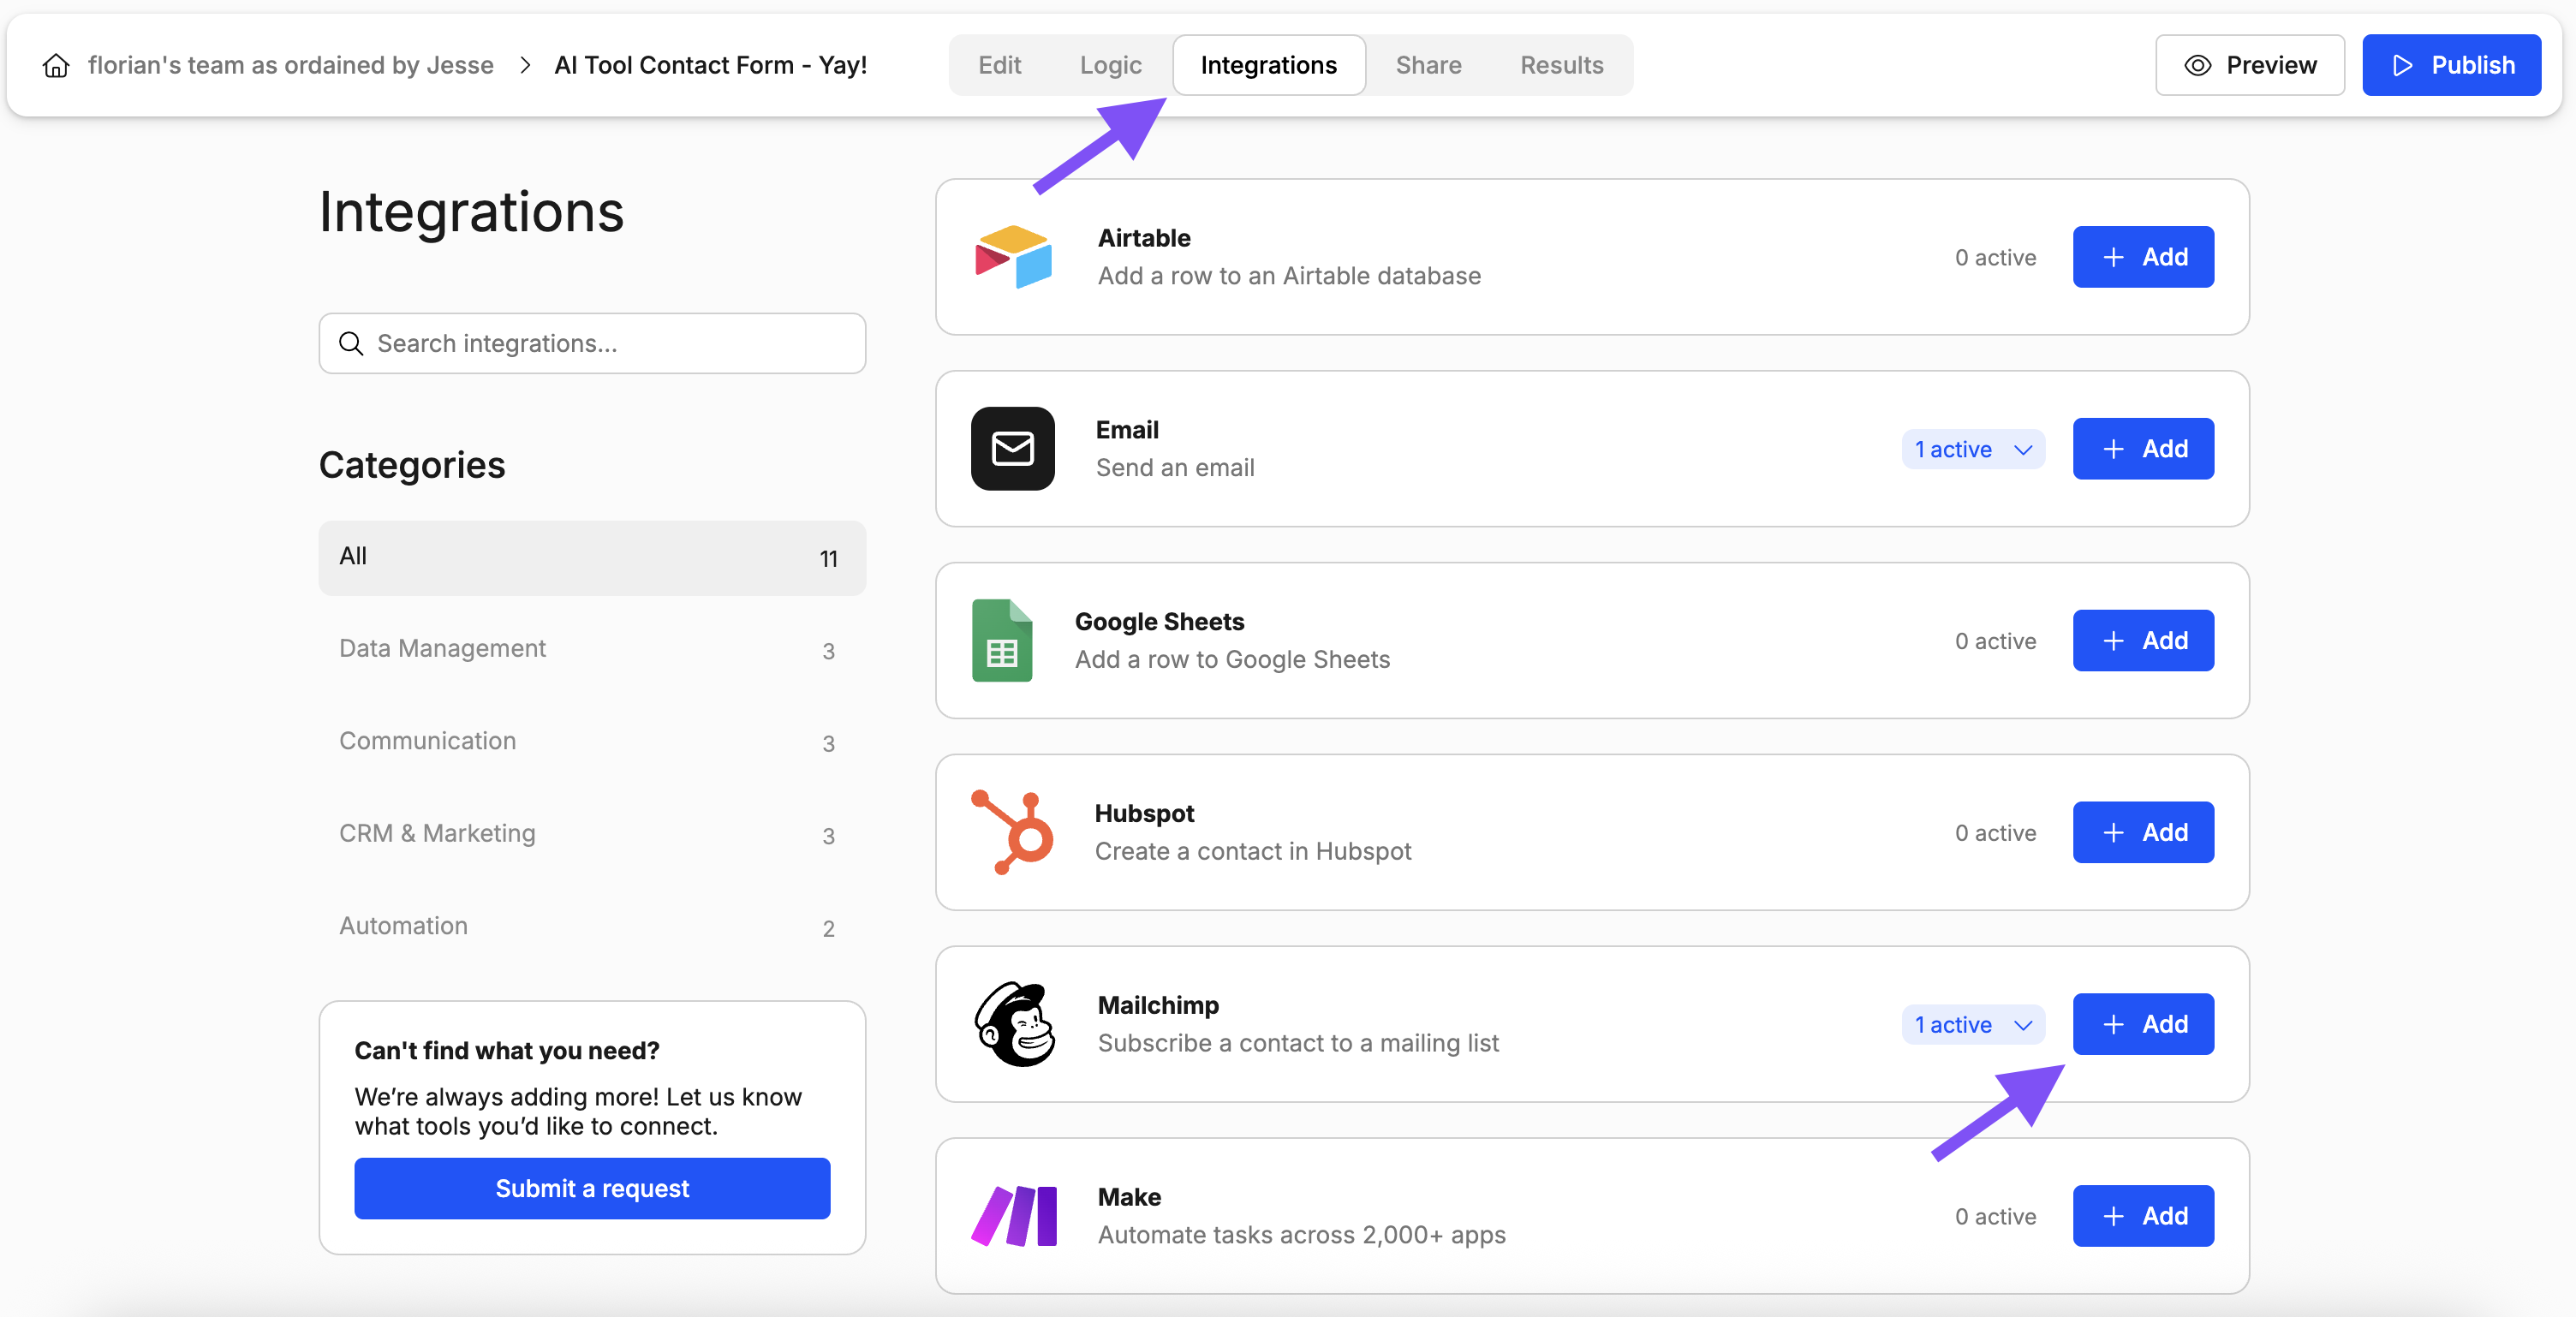 florian's team as ordained by Jesse > AI Tool Contact Form - Yay!
Edit
Logic
Integrations
Share
Results
Preview
Publish
Integrations
Search integrations...
Categories
All 11
Data Management 3
Communication 3
CRM & Marketing 3
Automation 2
Can't find what you need?
We’re always adding more! Let us know
what tools you’d like to connect.
Submit a request
Airtable
Add a row to an Airtable database
0 active
+ Add
Email
Send an email
1 active
+ Add
Google Sheets
Add a row to Google Sheets
0 active
+ Add
Hubspot
Create a contact in Hubspot
0 active
+ Add
Mailchimp
Subscribe a contact to a mailing list
1 active
+ Add
Make
Automate tasks across 2,000+ apps
0 active
+ Add